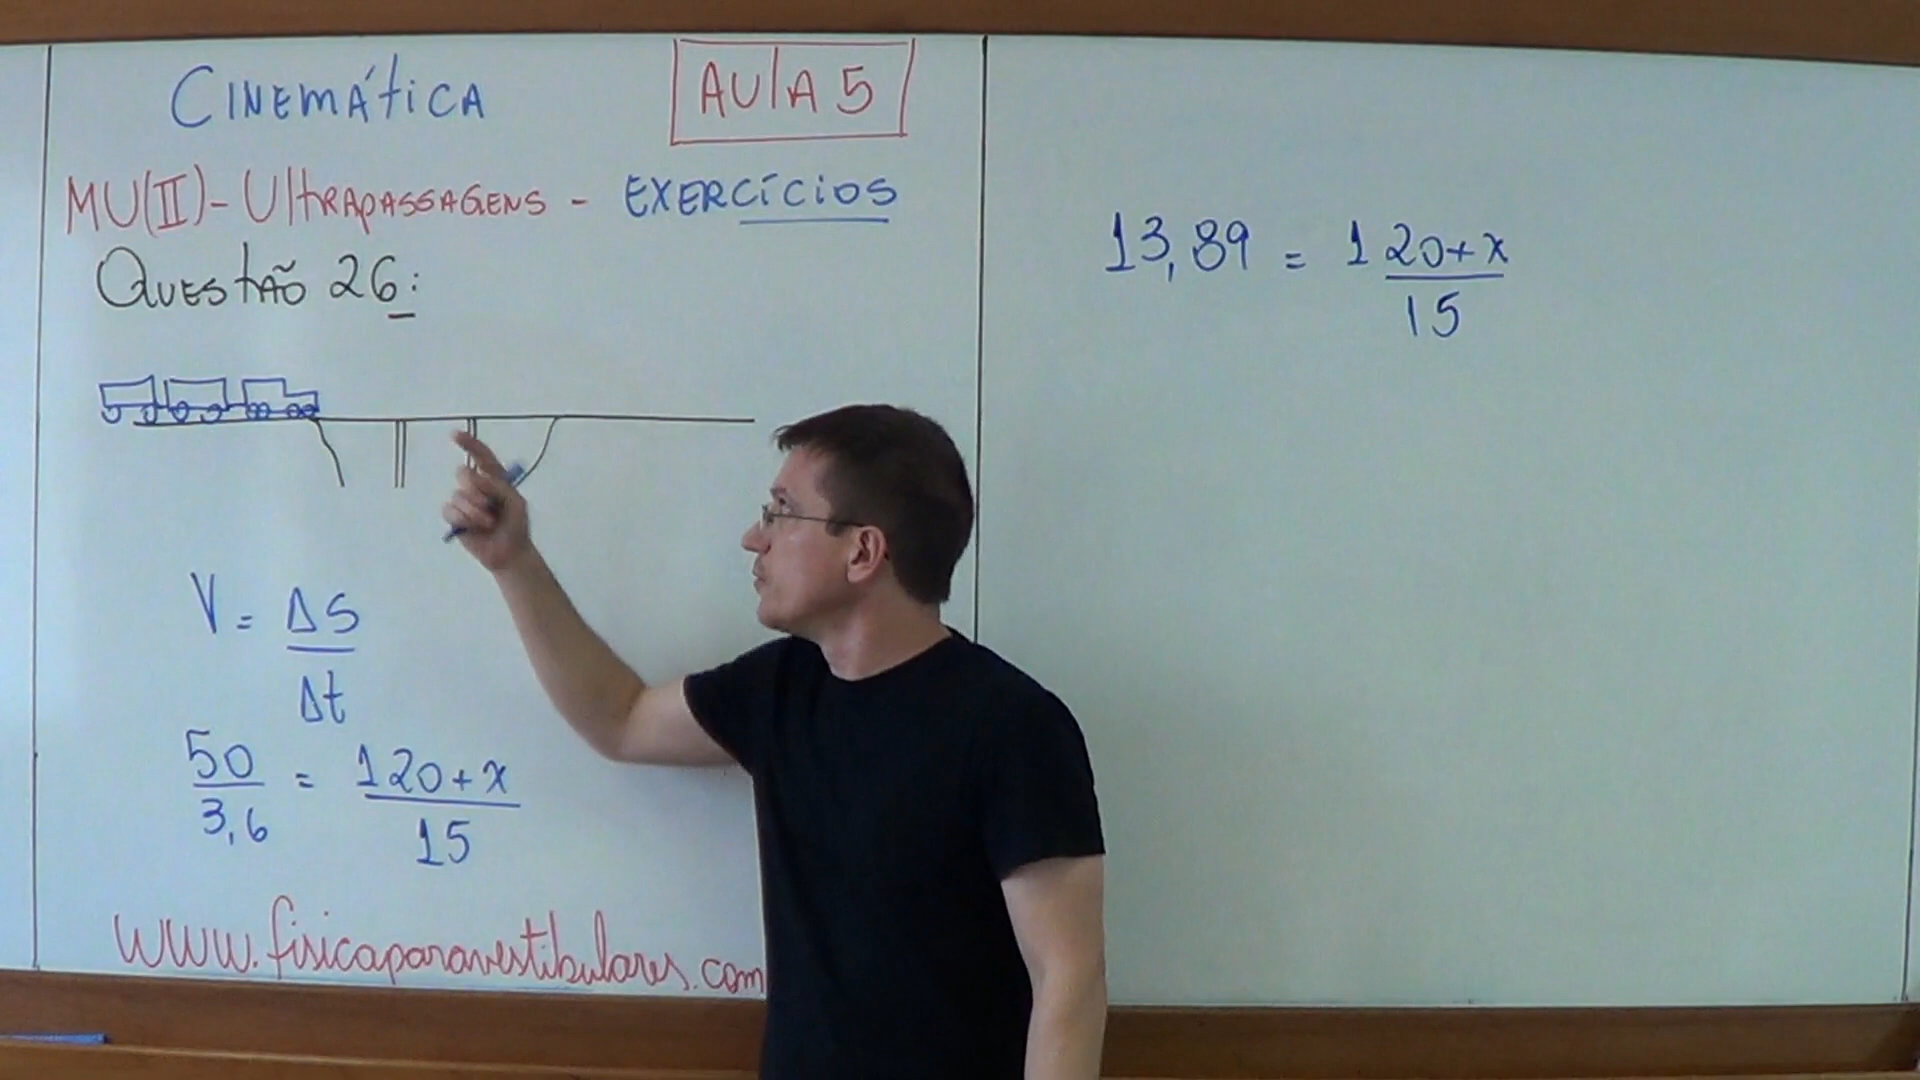 CINEMÁTICA
AULA 5
MU(II)-ULTRAPASSAGENS - EXERCÍCIOS
QUESTÃO 26:
V = ΔS
Δt
50 = 120+x
3,6 15
www.fisicaparavestibulares.com
13,89 = 120+x
15